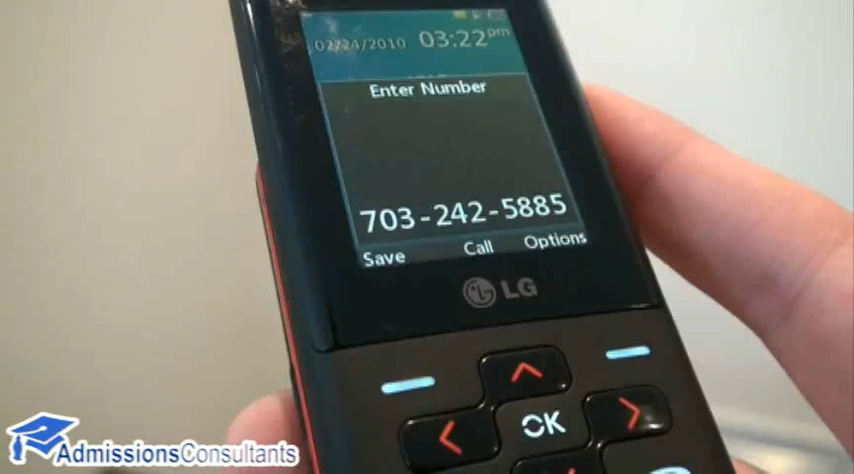 02/24/2010 03:22pm
Enter Number
703-242-5885
Save Call Options
LG
OK
AdmissionsConsultants